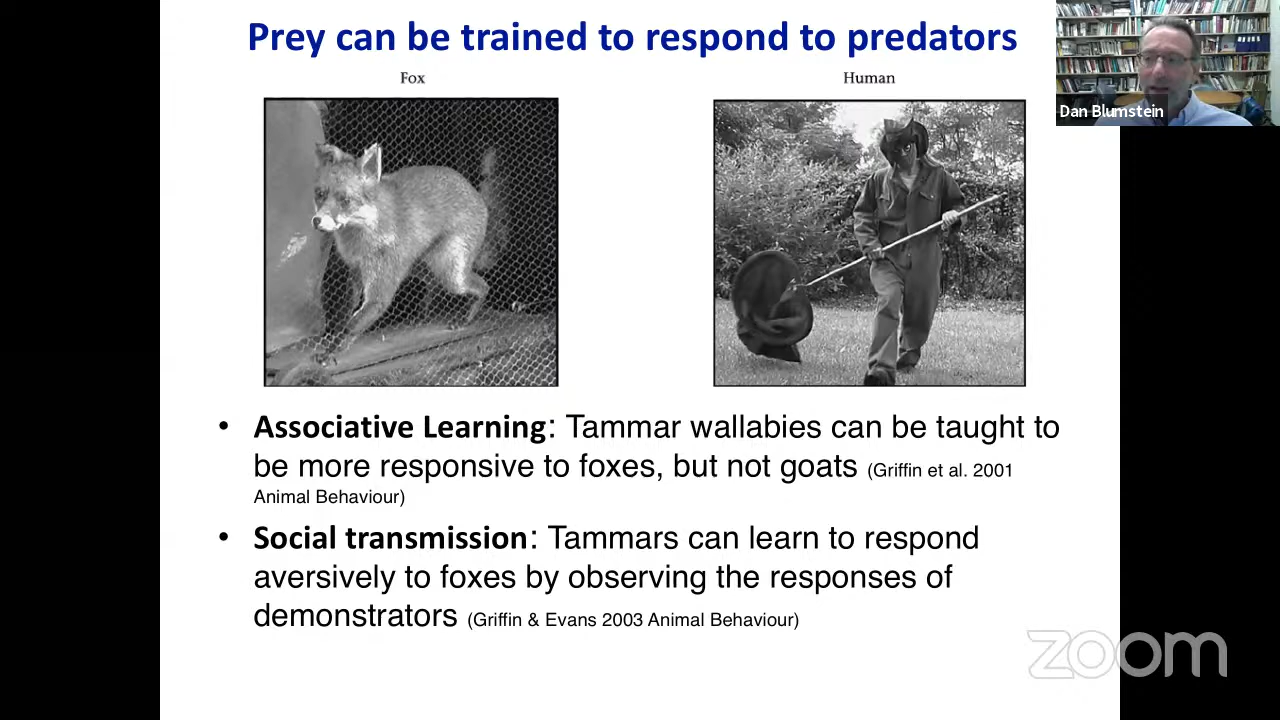 Prey can be trained to respond to predators
Fox
Human
Dan Blumstein
• Associative Learning: Tammar wallabies can be taught to
be more responsive to foxes, but not goats (Griffin et al. 2001
Animal Behaviour)
• Social transmission: Tammars can learn to respond
aversively to foxes by observing the responses of
demonstrators (Griffin & Evans 2003 Animal Behaviour)
zoom